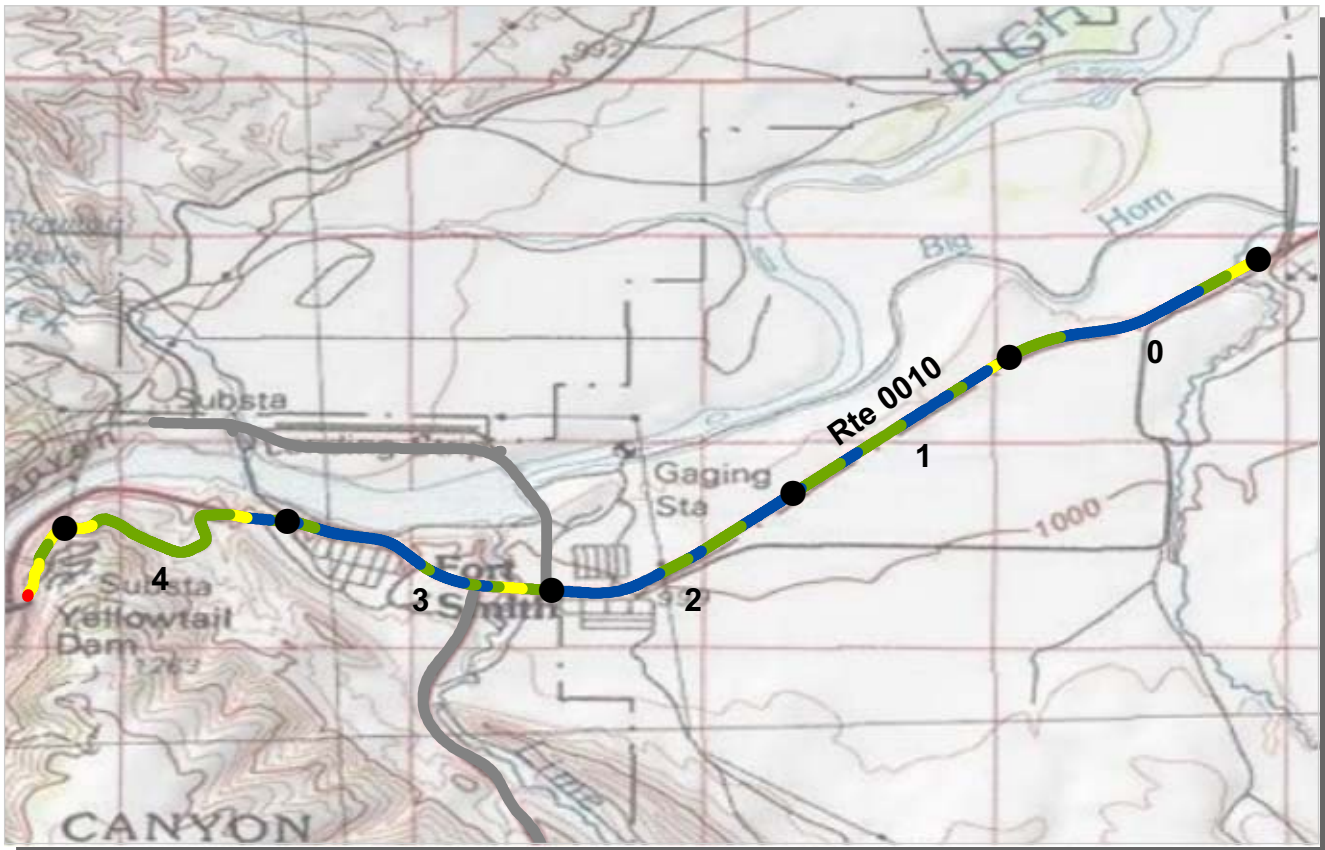 BIGH
Horn
Big
0
Rte 0010
1
Substa
Gaging
Sta
1000
Fort
Smith
2
3
4
Substa
Yellowtail
Dam
1263
CANYON